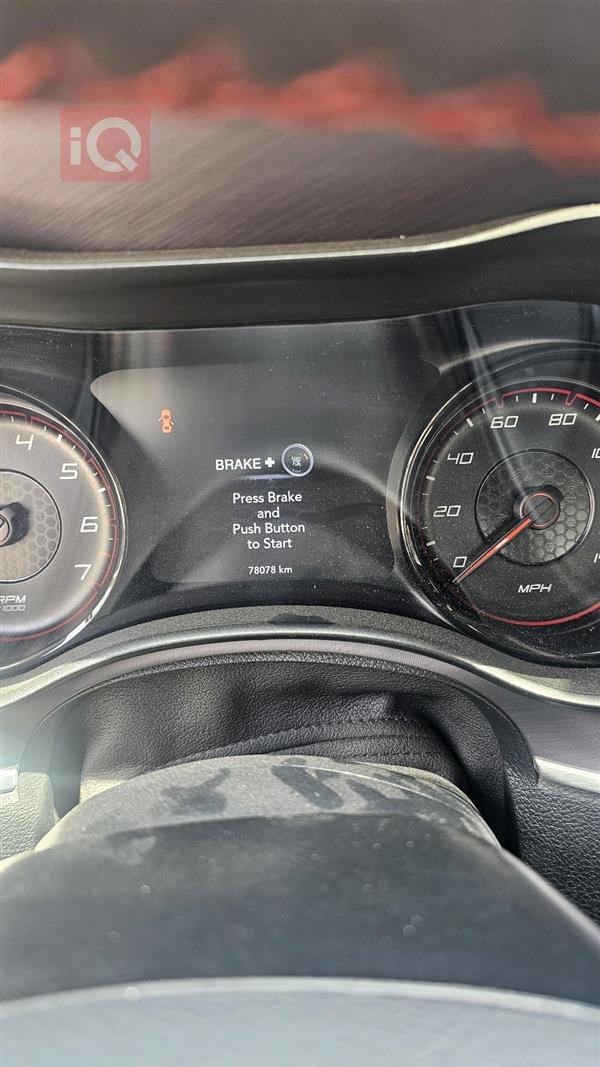 iQ
BRAKE+
Press Brake
and
Push Button
to Start
78078 km
4
5
6
7
RPM
1000
0
20
40
60
80
MPH